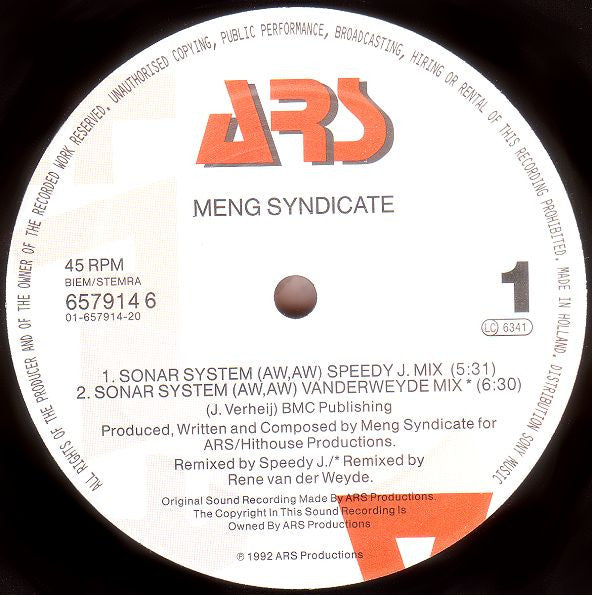 ALL RIGHTS OF THE PRODUCER AND OF THE OWNER OF THE RECORDED WORK RESERVED. UNAUTHORISED COPYING, PUBLIC PERFORMANCE, BROADCASTING, HIRING OR RENTAL OF THIS RECORDING PROHIBITED. MADE IN HOLLAND. DISTRIBUTION SONY MUSIC
ARS
MENG SYNDICATE
45 RPM
BIEM/STEMRA
657914 6
01-657914-20
1
LC 6341
1. SONAR SYSTEM (AW,AW) SPEEDY J. MIX (5:31)
2. SONAR SYSTEM (AW,AW) VANDERWEYDE MIX * (6:30)
(J. Verheij) BMC Publishing
Produced, Written and Composed by Meng Syndicate for
ARS/Hithouse Productions.
Remixed by Speedy J./* Remixed by
Rene van der Weyde.
Original Sound Recording Made By ARS Productions.
The Copyright In This Sound Recording Is
Owned By ARS Productions
℗ 1992 ARS Productions